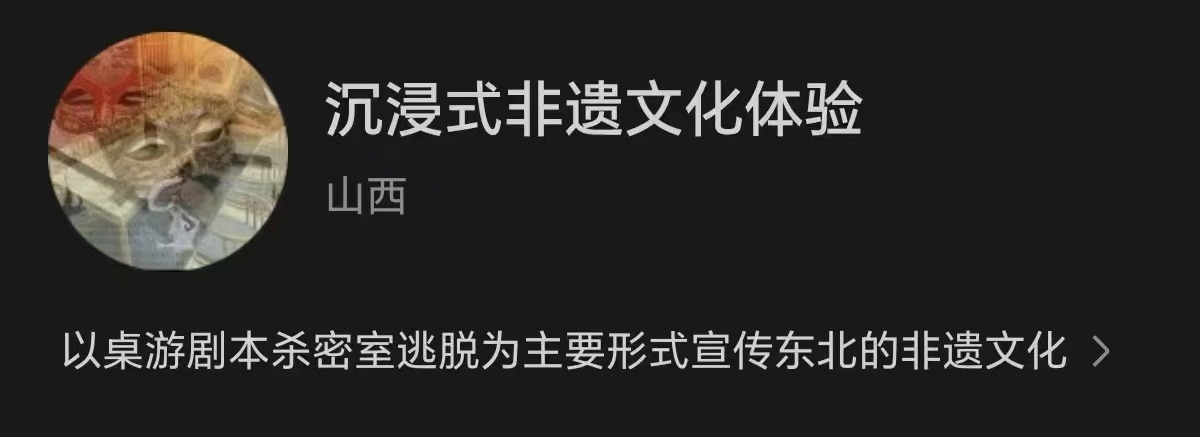 沉浸式非遗文化体验
山西
以桌游剧本杀密室逃脱为主要形式宣传东北的非遗文化